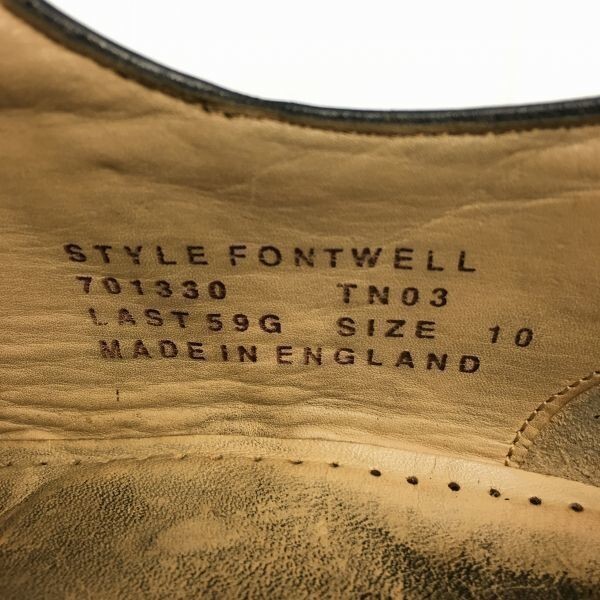 STYLE FONTWELL
701330 TN03
LAST 59G SIZE 10
MADE IN ENGLAND